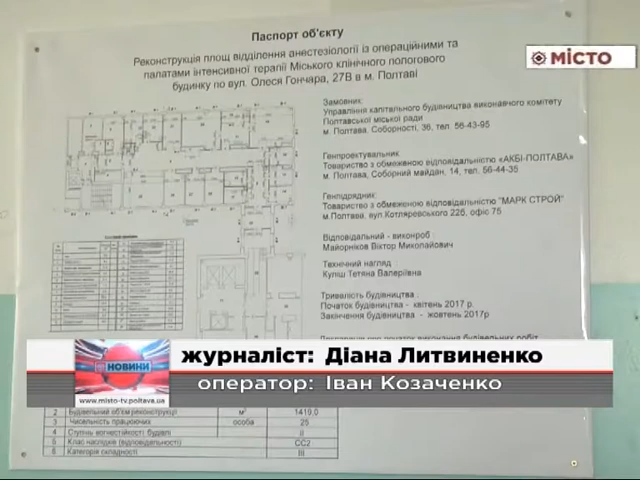 Паспорт об'єкту
Реконструкція площ відділення анестезіології із операційними та
палатами інтенсивної терапії Міського клінічного пологового
будинку по вул. Олеся Гончара, 27В в м. Полтаві
МІСТО
Замовник:
Управління капітального будівництва виконавчого комітету
Полтавської міської ради
м. Полтава, Соборності, 36, тел. 56-43-95
Генпроектувальник:
Товариство з обмеженою відповідальністю «АКБІ-ПОЛТАВА»
м. Полтава, Соборний майдан, 14, тел. 56-44-35
Генпідрядник:
Товариство з обмеженою відповідальністю "МАРК СТРОЙ"
м.Полтава, вул.Котляревського 22б, офіс 75
Відповідальний - виконроб :
Майорніков Віктор Миколайович
Технічний нагляд :
Куліш Тетяна Валеріївна
Тривалість будівництва :
Початок будівництва - квітень 2017 р.
Закінчення будівництва - жовтень 2017р
журналіст: Діана Литвиненко
оператор: Іван Козаченко
НОВИНИ
www.misto-tv.poltava.ua
2 Будівельний об'єм реконструкції м³ 1419.0
3 Чисельність працюючих особа 25
4 Ступінь вогнестійкості будівлі ІІ
5 Клас наслідків (відповідальності) СС2
6 Категорія складності ІІІ